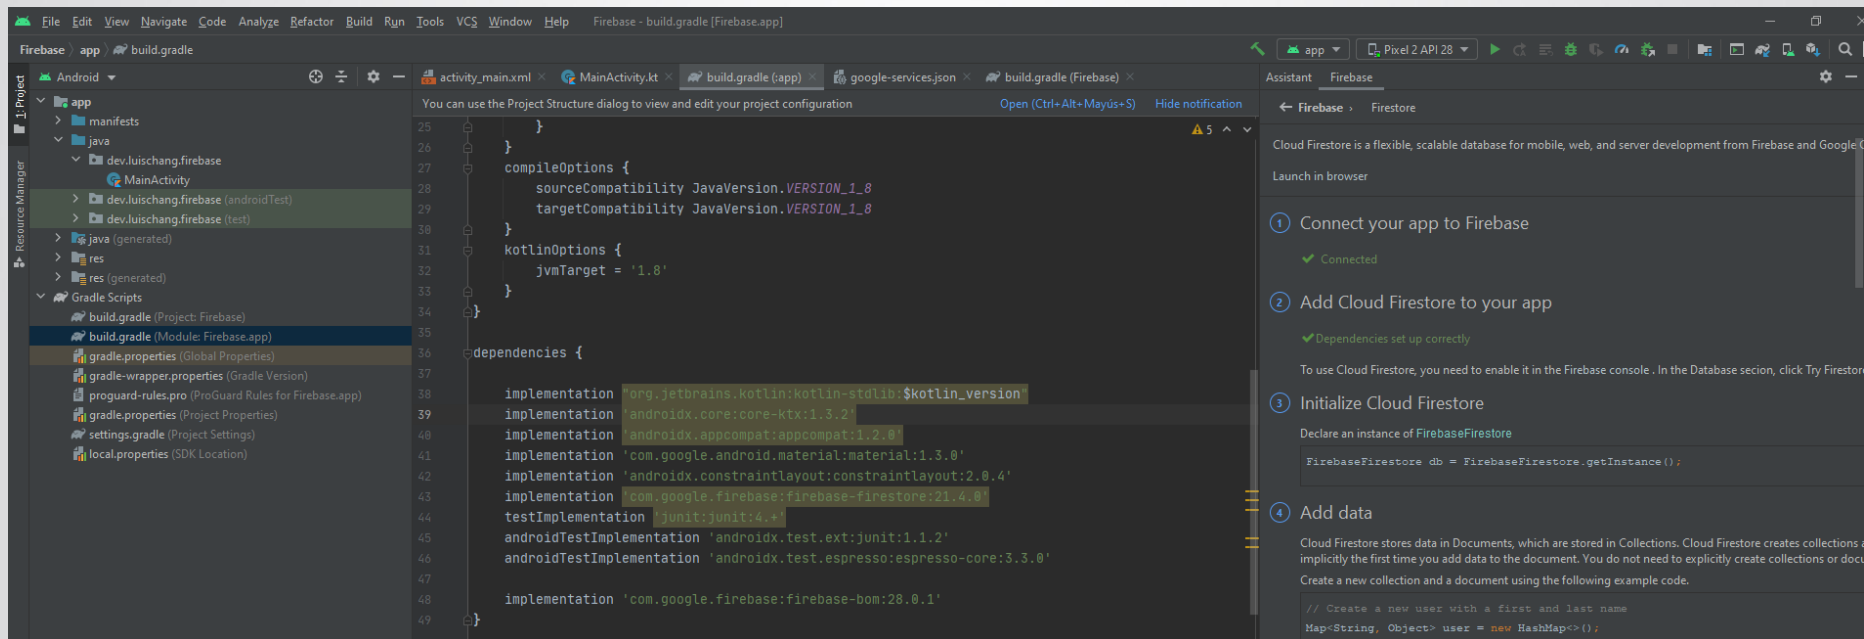 File Edit View Navigate Code Analyze Refactor Build Run Tools VCS Window Help Firebase - build.gradle [Firebase.app]
Firebase app build.gradle
app Pixel 2 API 28
1: Project
Resource Manager
Android
app
manifests
java
dev.luischang.firebase
MainActivity
dev.luischang.firebase (androidTest)
dev.luischang.firebase (test)
java (generated)
res
res (generated)
Gradle Scripts
build.gradle (Project: Firebase)
build.gradle (Module: Firebase.app)
gradle.properties (Global Properties)
gradle-wrapper.properties (Gradle Version)
proguard-rules.pro (ProGuard Rules for Firebase.app)
gradle.properties (Project Properties)
settings.gradle (Project Settings)
local.properties (SDK Location)
activity_main.xml MainActivity.kt build.gradle (:app) google-services.json build.gradle (Firebase)
You can use the Project Structure dialog to view and edit your project configuration Open (Ctrl+Alt+Mayús+S) Hide notification
5
25 }
26 }
27 compileOptions {
28 sourceCompatibility JavaVersion.VERSION_1_8
29 targetCompatibility JavaVersion.VERSION_1_8
30 }
31 kotlinOptions {
32 jvmTarget = '1.8'
33 }
34 }
35
36 dependencies {
37
38 implementation "org.jetbrains.kotlin:kotlin-stdlib:$kotlin_version"
39 implementation 'androidx.core:core-ktx:1.3.2'
40 implementation 'androidx.appcompat:appcompat:1.2.0'
41 implementation 'com.google.android.material:material:1.3.0'
42 implementation 'androidx.constraintlayout:constraintlayout:2.0.4'
43 implementation 'com.google.firebase:firebase-firestore:21.4.0'
44 testImplementation 'junit:junit:4.+'
45 androidTestImplementation 'androidx.test.ext:junit:1.1.2'
46 androidTestImplementation 'androidx.test.espresso:espresso-core:3.3.0'
47
48 implementation 'com.google.firebase:firebase-bom:28.0.1'
49 }
Assistant Firebase
Firebase › Firestore
Cloud Firestore is a flexible, scalable database for mobile, web, and server development from Firebase and Google C
Launch in browser
1 Connect your app to Firebase
Connected
2 Add Cloud Firestore to your app
Dependencies set up correctly
To use Cloud Firestore, you need to enable it in the Firebase console . In the Database secion, click Try Firestore
3 Initialize Cloud Firestore
Declare an instance of FirebaseFirestore
FirebaseFirestore db = FirebaseFirestore.getInstance();
4 Add data
Cloud Firestore stores data in Documents, which are stored in Collections. Cloud Firestore creates collections a
implicitly the first time you add data to the document. You do not need to explicitly create collections or docu
Create a new collection and a document using the following example code.
// Create a new user with a first and last name
Map<String, Object> user = new HashMap<>();